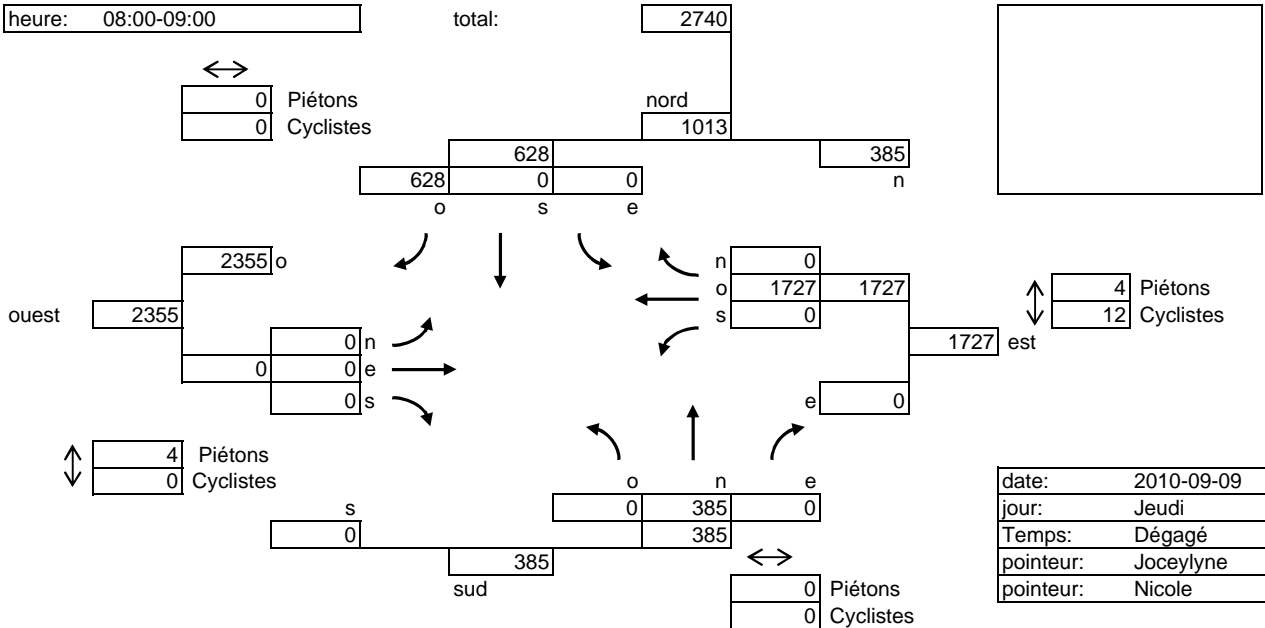 heure: 08:00-09:00 total: 2740
0 Piétons nord
0 Cyclistes 1013
628 385
628 0 0 n
o s e
2355 o n 0
o 1727 1727 4 Piétons
ouest 2355 s 0 12 Cyclistes
0 n 1727 est
0 0 e
0 s e 0
4 Piétons
0 Cyclistes
o n e date: 2010-09-09
s 0 385 0 jour: Jeudi
0 385 Temps: Dégagé
385 pointeur: Joceylyne
sud 0 Piétons pointeur: Nicole
0 Cyclistes